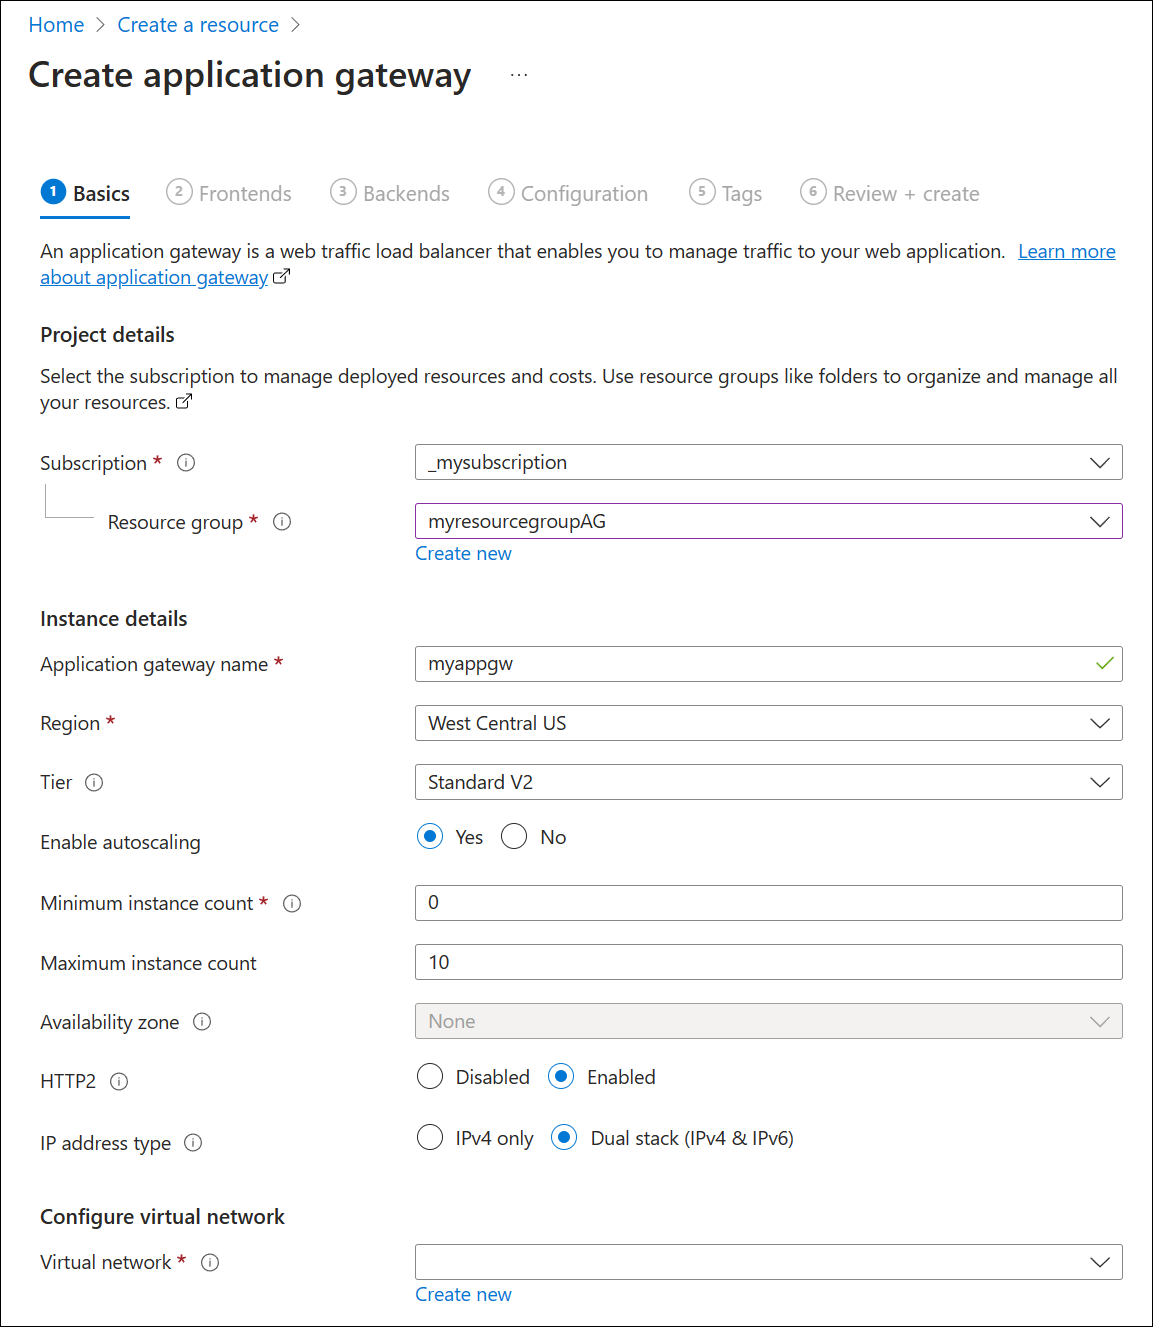 Home > Create a resource >
Create application gateway ...
1 Basics 2 Frontends 3 Backends 4 Configuration 5 Tags 6 Review + create
An application gateway is a web traffic load balancer that enables you to manage traffic to your web application. Learn more
about application gateway
Project details
Select the subscription to manage deployed resources and costs. Use resource groups like folders to organize and manage all
your resources.
Subscription * _mysubscription
Resource group * myresourcegroupAG
Create new
Instance details
Application gateway name * myappgw
Region * West Central US
Tier Standard V2
Enable autoscaling Yes No
Minimum instance count * 0
Maximum instance count 10
Availability zone None
HTTP2 Disabled Enabled
IP address type IPv4 only Dual stack (IPv4 & IPv6)
Configure virtual network
Virtual network *
Create new